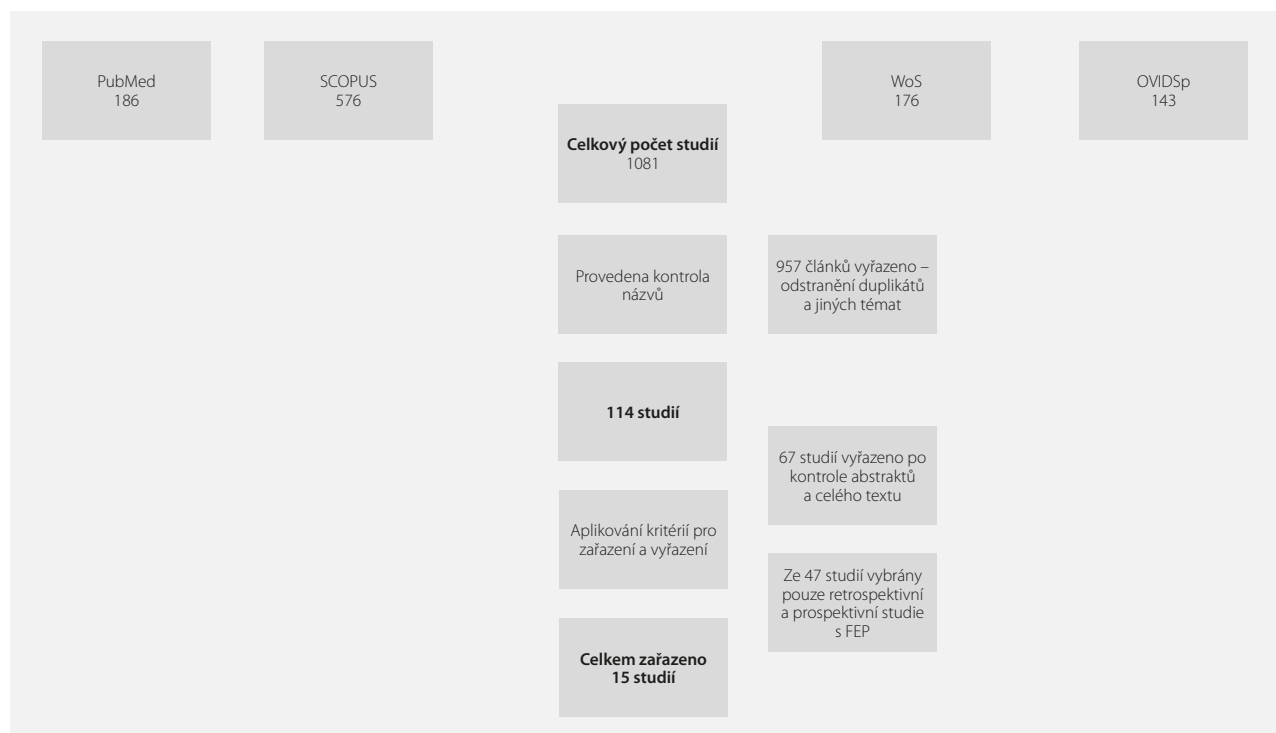 PubMed
186
SCOPUS
576
WoS
176
OVIDSp
143
Celkový počet studií
1081
Provedena kontrola
názvů
957 článků vyřazeno –
odstranění duplikátů
a jiných témat
114 studií
67 studií vyřazeno po
kontrole abstraktů
a celého textu
Aplikování kritérií pro
zařazení a vyřazení
Ze 47 studií vybrány
pouze retrospektivní
a prospektivní studie
s FEP
Celkem zařazeno
15 studií